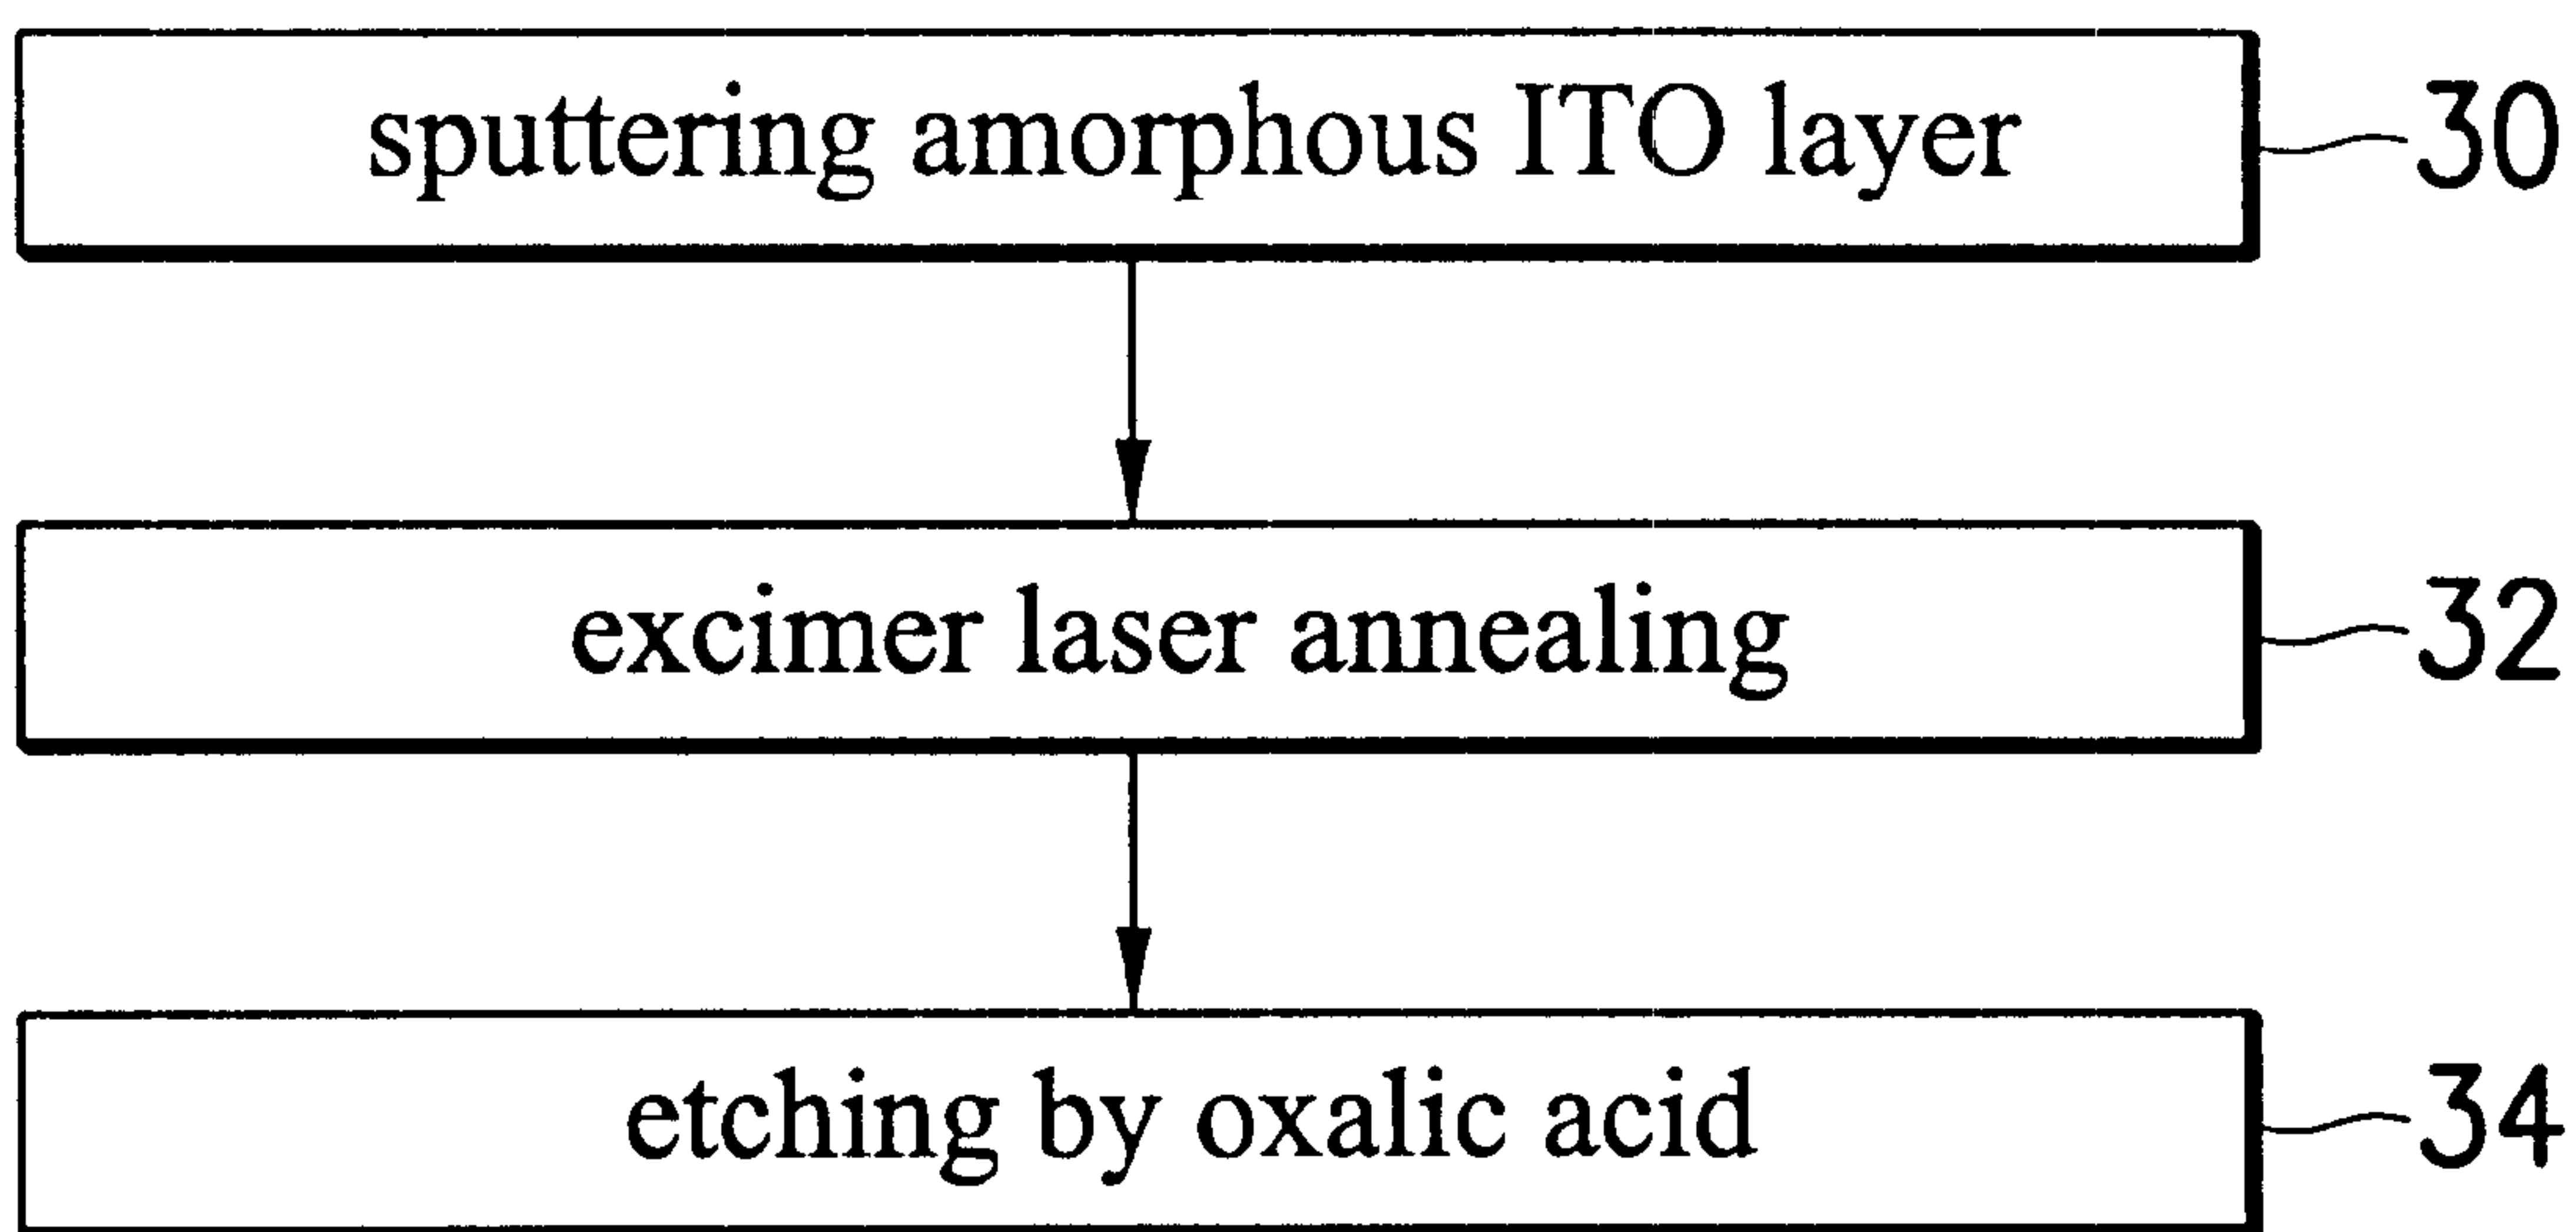 sputtering amorphous ITO layer 30
excimer laser annealing 32
etching by oxalic acid 34